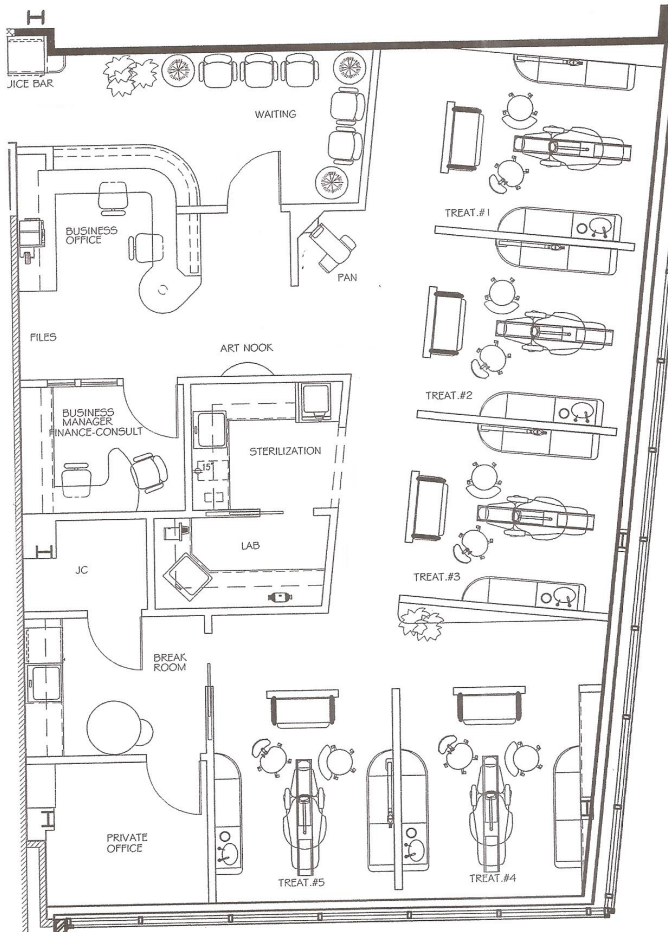 JICE BAR
WAITING
BUSINESS
OFFICE
TREAT.#1
PAN
FILES
ART NOOK
TREAT.#2
BUSINESS
MANAGER
FINANCE-CONSULT
STERILIZATION
15"
LAB
JC
TREAT.#3
BREAK
ROOM
PRIVATE
OFFICE
TREAT.#5
TREAT.#4